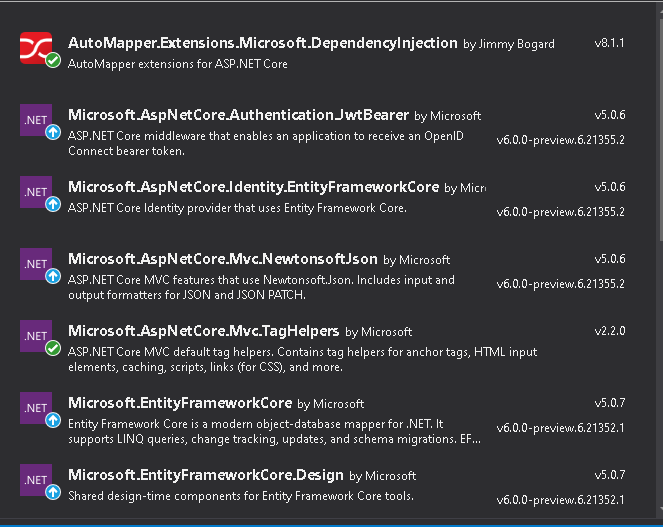 AutoMapper.Extensions.Microsoft.DependencyInjection by Jimmy Bogard v8.1.1
AutoMapper extensions for ASP.NET Core
.NET Microsoft.AspNetCore.Authentication.JwtBearer by Microsoft v5.0.6
ASP.NET Core middleware that enables an application to receive an OpenID v6.0.0-preview.6.21355.2
Connect bearer token.
.NET Microsoft.AspNetCore.Identity.EntityFrameworkCore by Micr v5.0.6
ASP.NET Core Identity provider that uses Entity Framework Core. v6.0.0-preview.6.21355.2
.NET Microsoft.AspNetCore.Mvc.NewtonsoftJson by Microsoft v5.0.6
ASP.NET Core MVC features that use Newtonsoft.Json. Includes input and v6.0.0-preview.6.21355.2
output formatters for JSON and JSON PATCH.
.NET Microsoft.AspNetCore.Mvc.TagHelpers by Microsoft v2.2.0
ASP.NET Core MVC default tag helpers. Contains tag helpers for anchor tags, HTML input
elements, caching, scripts, links (for CSS), and more.
.NET Microsoft.EntityFrameworkCore by Microsoft v5.0.7
Entity Framework Core is a modern object-database mapper for .NET. It v6.0.0-preview.6.21352.1
supports LINQ queries, change tracking, updates, and schema migrations. EF...
.NET Microsoft.EntityFrameworkCore.Design by Microsoft v5.0.7
Shared design-time components for Entity Framework Core tools. v6.0.0-preview.6.21352.1